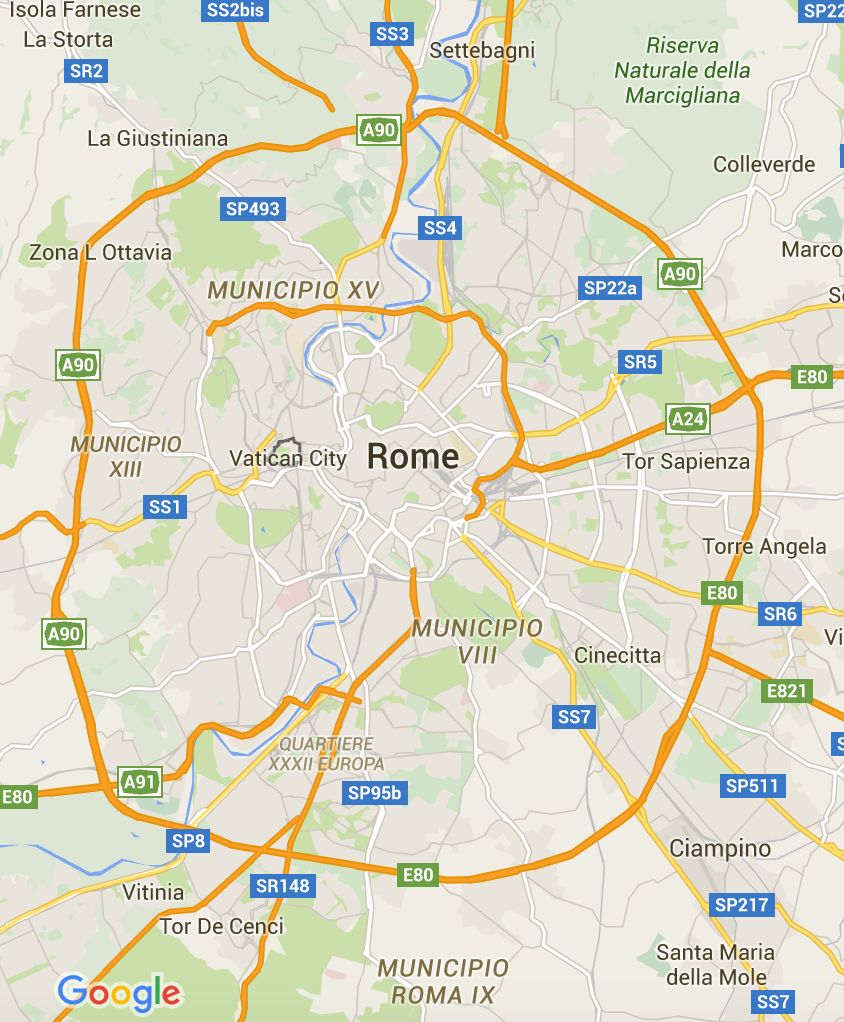 Isola Farnese
SS2bis
SP22
La Storta
SS3
Settebagni
Riserva
Naturale della
Marcigliana
SR2
A90
La Giustiniana
Colleverde
SP493
SS4
Zona L Ottavia
Marco
A90
MUNICIPIO XV
SP22a
A90
SR5
E80
A24
MUNICIPIO
XIII
Vatican City
Rome
Tor Sapienza
SS1
Torre Angela
E80
SR6
A90
MUNICIPIO
VIII
Vi
Cinecitta
E821
SS7
QUARTIERE
XXXII EUROPA
A91
E80
SP95b
SP511
SP8
Ciampino
E80
Vitinia
SR148
SP217
Tor De Cenci
Santa Maria
della Mole
MUNICIPIO
ROMA IX
Google
SS7